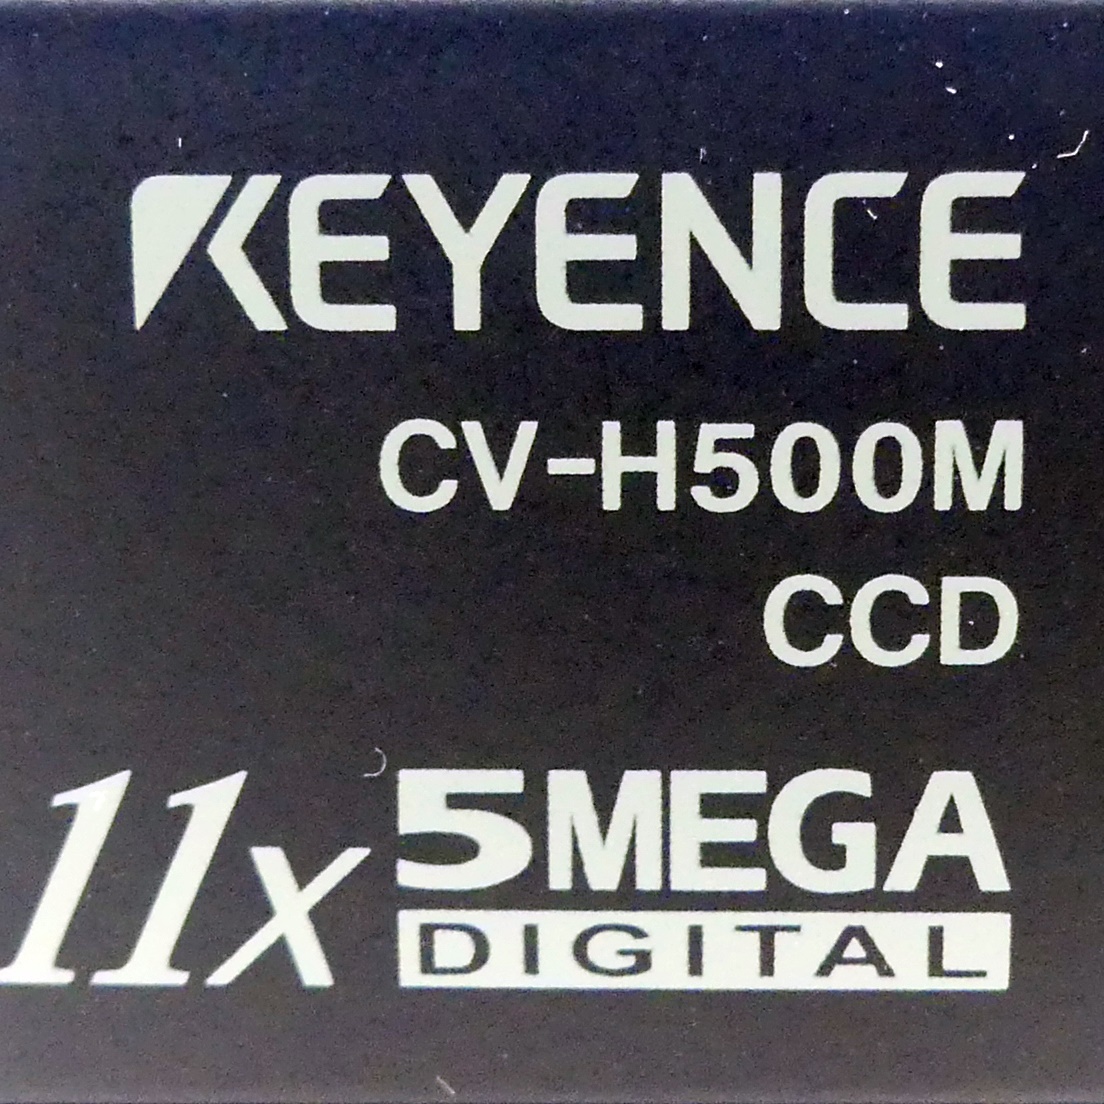 KEYENCE
CV-H500M
CCD
11x 5MEGA
DIGITAL